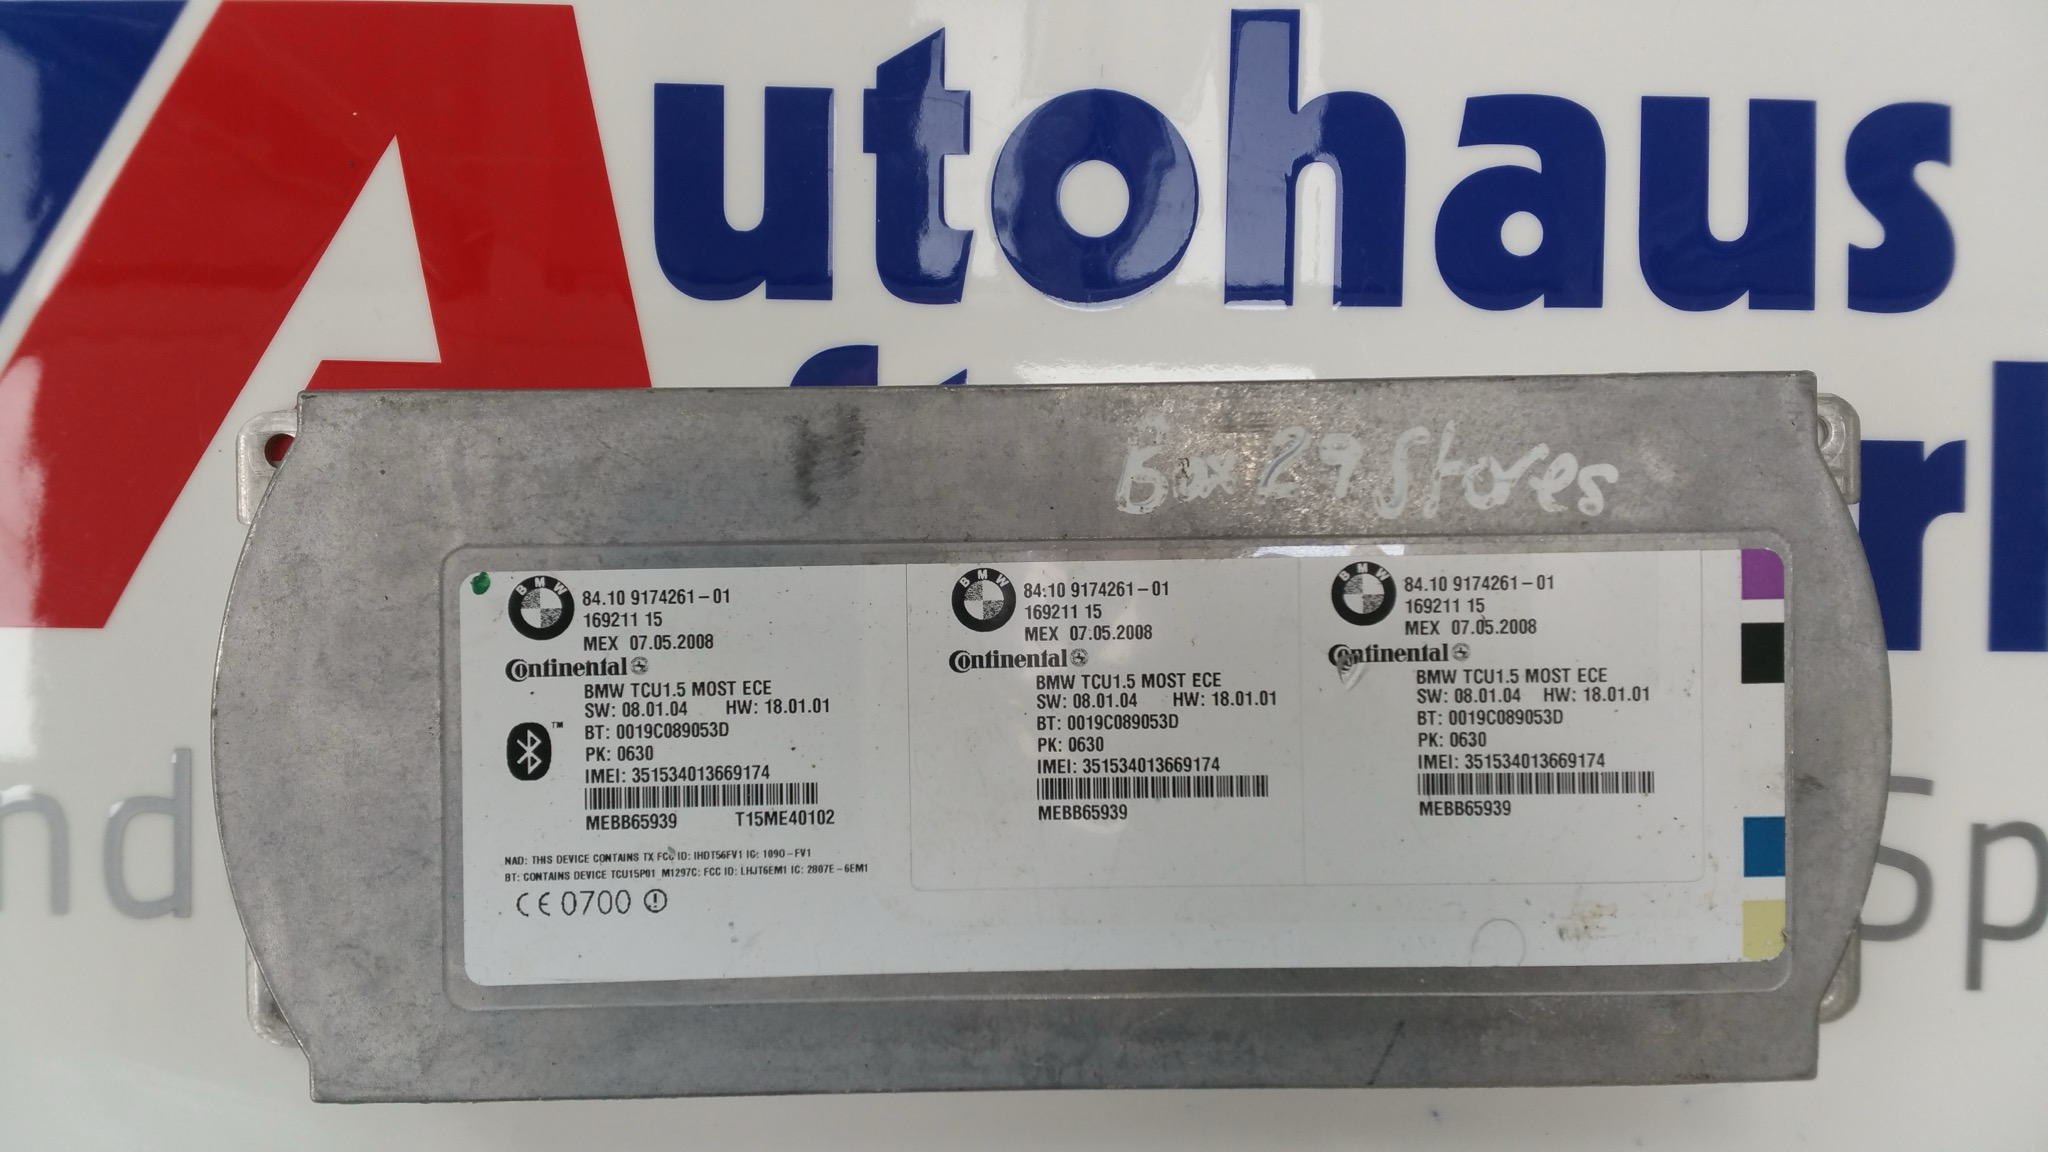 Autohaus
Box 29 Stores
BMW
84.10 9174261-01
169211 15
MEX 07.05.2008
Continental
BMW TCU1.5 MOST ECE
SW: 08.01.04 HW: 18.01.01
BT: 0019C089053D
PK: 0630
IMEI: 351534013669174
MEBB65939 T15ME40102
NAD: THIS DEVICE CONTAINS TX FCC ID: IHDT56FV1 IC: 1090-FV1
BT: CONTAINS DEVICE TCU15P01 M1297C: FCC ID: LHJT6EM1 IC: 2807E-6EM1
CE 0700
BMW
84.10 9174261-01
169211 15
MEX 07.05.2008
Continental
BMW TCU1.5 MOST ECE
SW: 08.01.04 HW: 18.01.01
BT: 0019C089053D
PK: 0630
IMEI: 351534013669174
MEBB65939
BMW
84.10 9174261-01
169211 15
MEX 07.05.2008
Continental
BMW TCU1.5 MOST ECE
SW: 08.01.04 HW: 18.01.01
BT: 0019C089053D
PK: 0630
IMEI: 351534013669174
MEBB65939